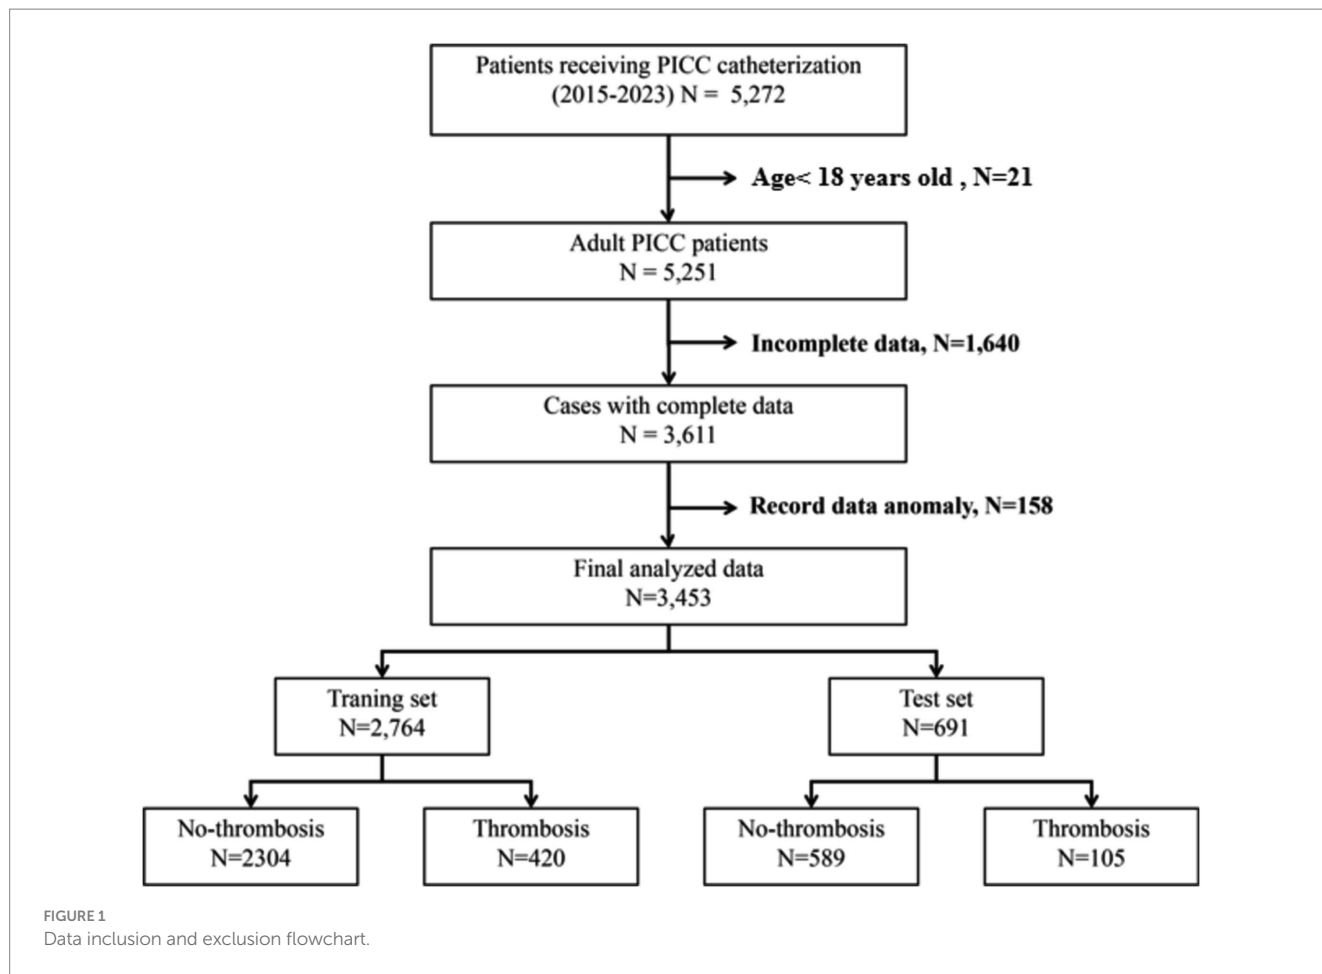 Patients receiving PICC catheterization
(2015-2023) N = 5,272
Age< 18 years old , N=21
Adult PICC patients
N = 5,251
Incomplete data, N=1,640
Cases with complete data
N = 3,611
Record data anomaly, N=158
Final analyzed data
N=3,453
Traning set
N=2,764
Test set
N=691
No-thrombosis
N=2304
Thrombosis
N=420
No-thrombosis
N=589
Thrombosis
N=105
FIGURE 1
Data inclusion and exclusion flowchart.